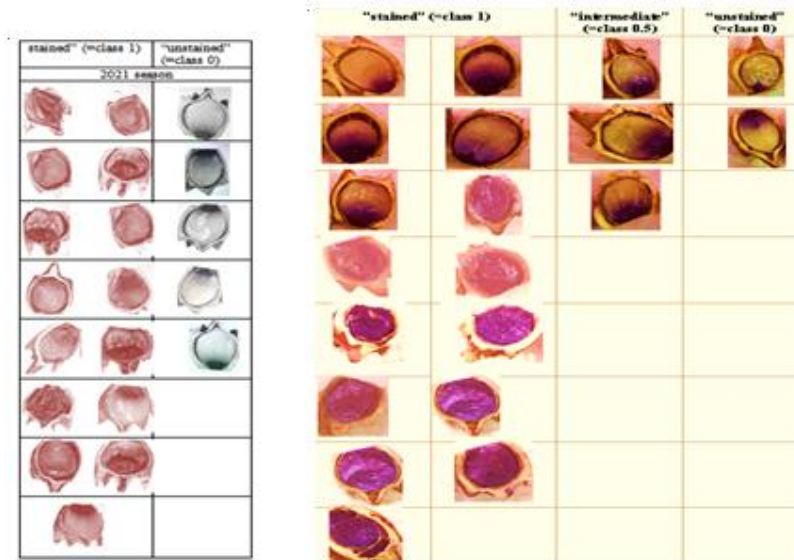 stained” (=class 1) “unstained”
(=class 0)
2021 season
“stained” (=class 1) “intermediate” “unstained”
(=class 0.5) (=class 0)